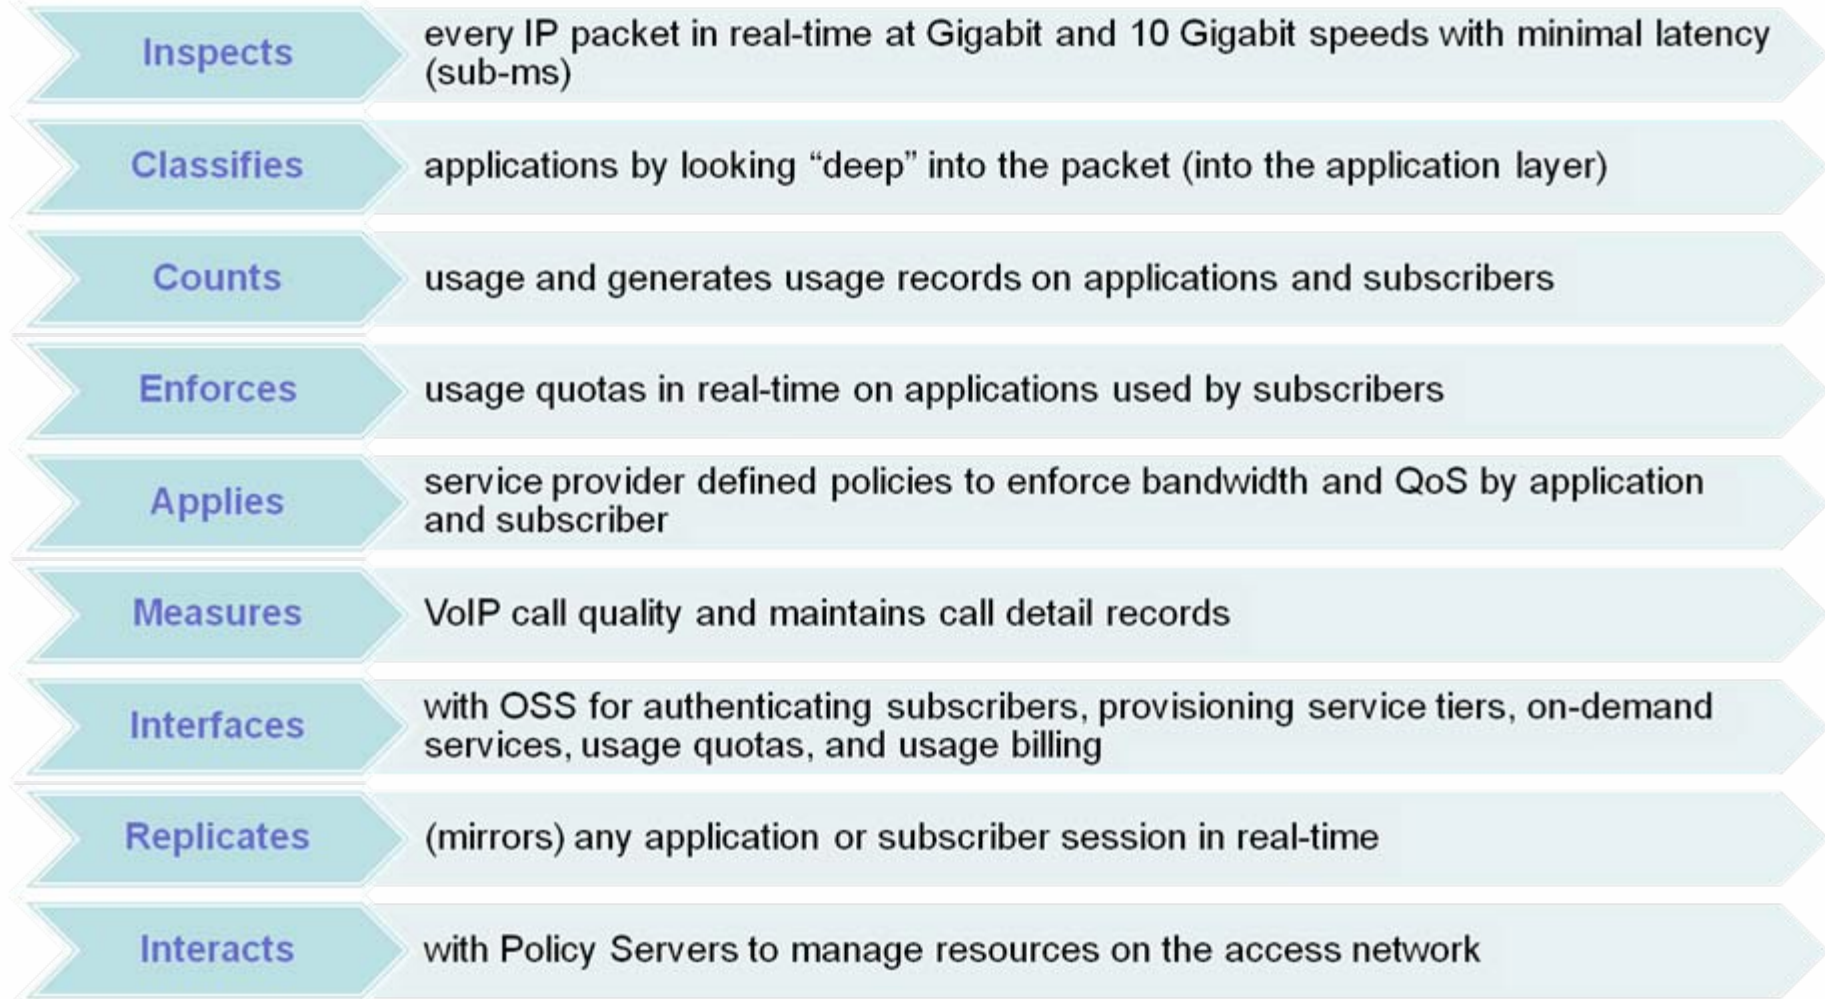 Inspects
every IP packet in real-time at Gigabit and 10 Gigabit speeds with minimal latency
(sub-ms)
Classifies
applications by looking “deep” into the packet (into the application layer)
Counts
usage and generates usage records on applications and subscribers
Enforces
usage quotas in real-time on applications used by subscribers
Applies
service provider defined policies to enforce bandwidth and QoS by application
and subscriber
Measures
VoIP call quality and maintains call detail records
Interfaces
with OSS for authenticating subscribers, provisioning service tiers, on-demand
services, usage quotas, and usage billing
Replicates
(mirrors) any application or subscriber session in real-time
Interacts
with Policy Servers to manage resources on the access network